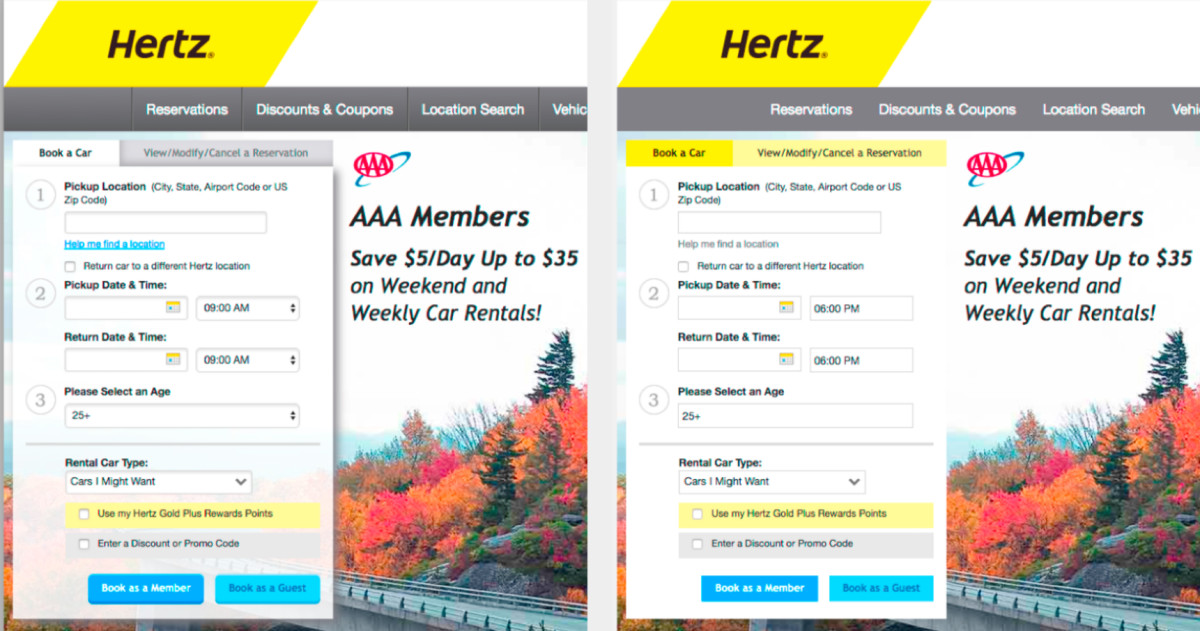 Hertz®
Reservations Discounts & Coupons Location Search Vehic
Book a Car View/Modify/Cancel a Reservation
1 Pickup Location (City, State, Airport Code or US
Zip Code)
Help me find a location
Return car to a different Hertz location
2 Pickup Date & Time:
09:00 AM
Return Date & Time:
09:00 AM
3 Please Select an Age
25+
Rental Car Type:
Cars I Might Want
Use my Hertz Gold Plus Rewards Points
Enter a Discount or Promo Code
Book as a Member Book as a Guest
AAA
AAA Members
Save $5/Day Up to $35
on Weekend and
Weekly Car Rentals!
Hertz®
Reservations Discounts & Coupons Location Search Vehi
Book a Car View/Modify/Cancel a Reservation
1 Pickup Location (City, State, Airport Code or US
Zip Code)
Help me find a location
Return car to a different Hertz location
2 Pickup Date & Time:
06:00 PM
Return Date & Time:
06:00 PM
3 Please Select an Age
25+
Rental Car Type:
Cars I Might Want
Use my Hertz Gold Plus Rewards Points
Enter a Discount or Promo Code
Book as a Member Book as a Guest
AAA
AAA Members
Save $5/Day Up to $35
on Weekend and
Weekly Car Rentals!